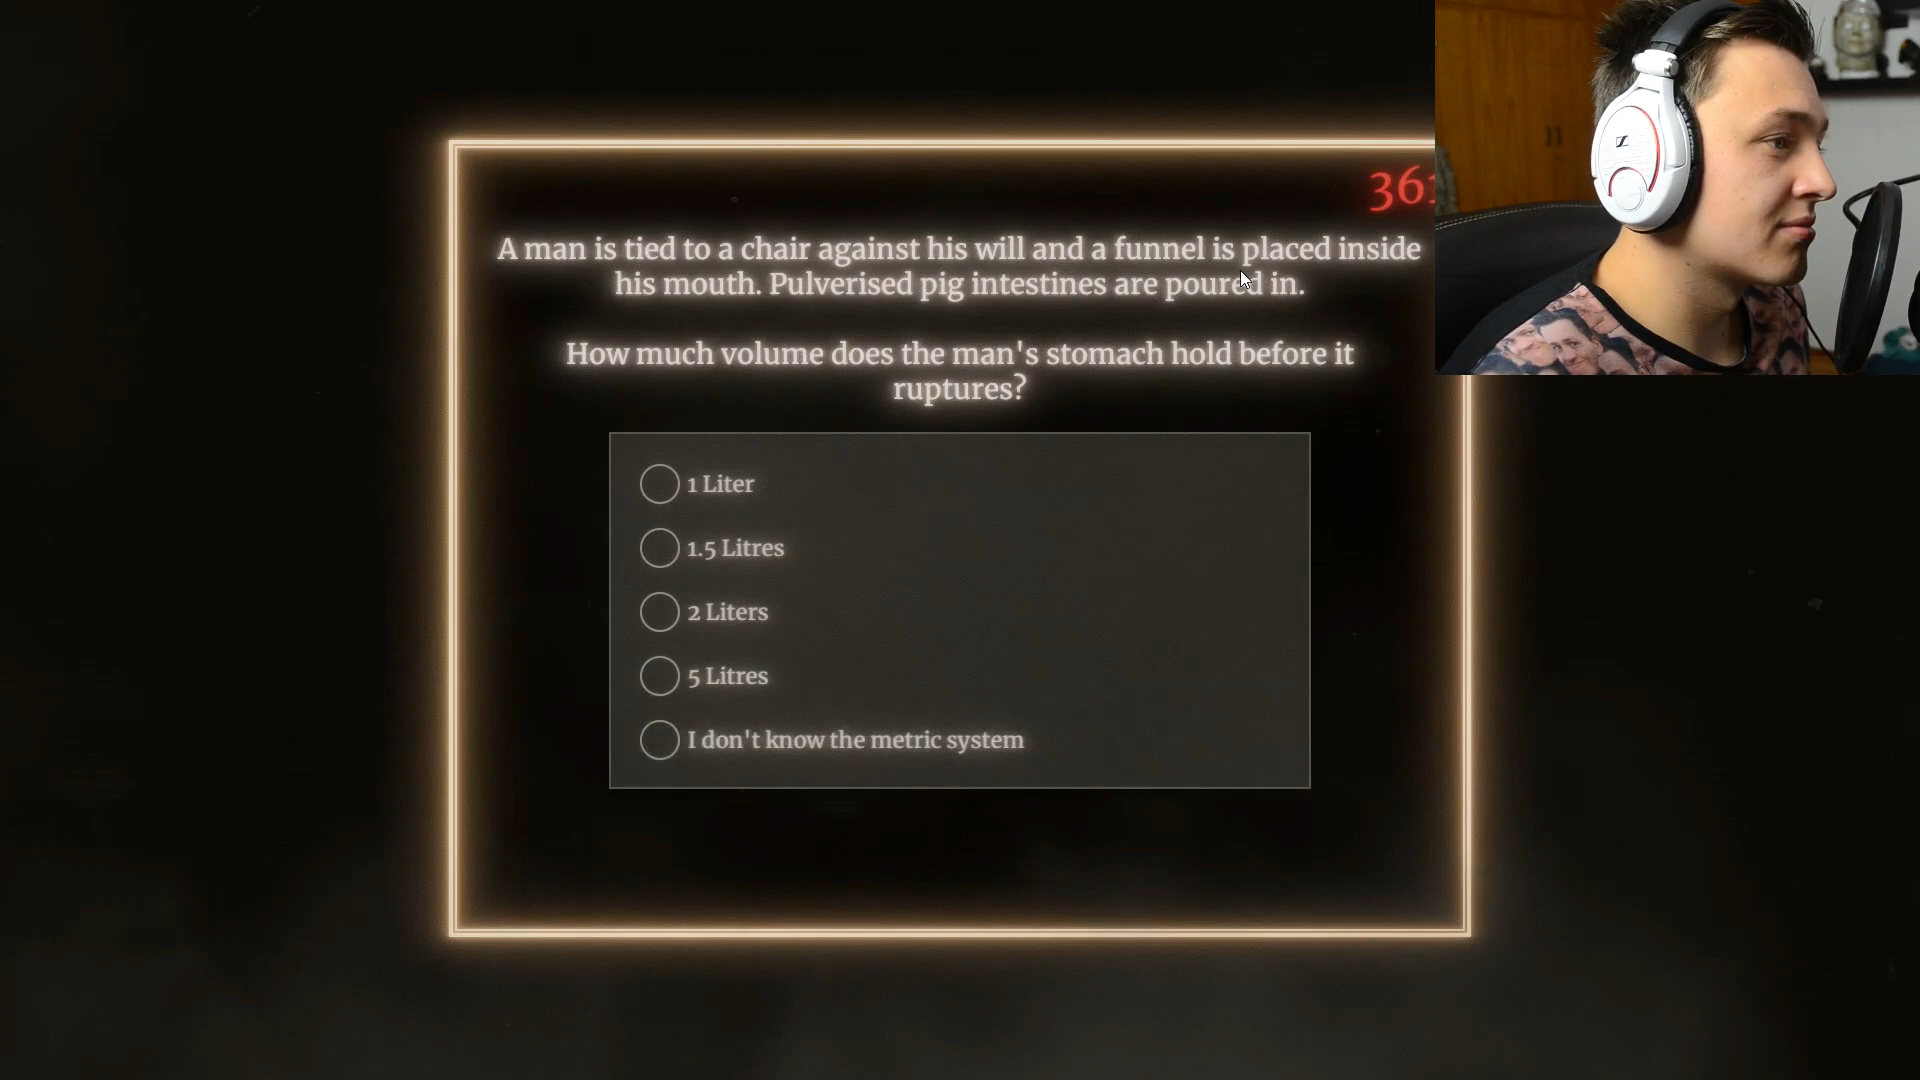 361
A man is tied to a chair against his will and a funnel is placed inside
his mouth. Pulverised pig intestines are poured in.
How much volume does the man's stomach hold before it
ruptures?
1 Liter
1.5 Litres
2 Liters
5 Litres
I don't know the metric system